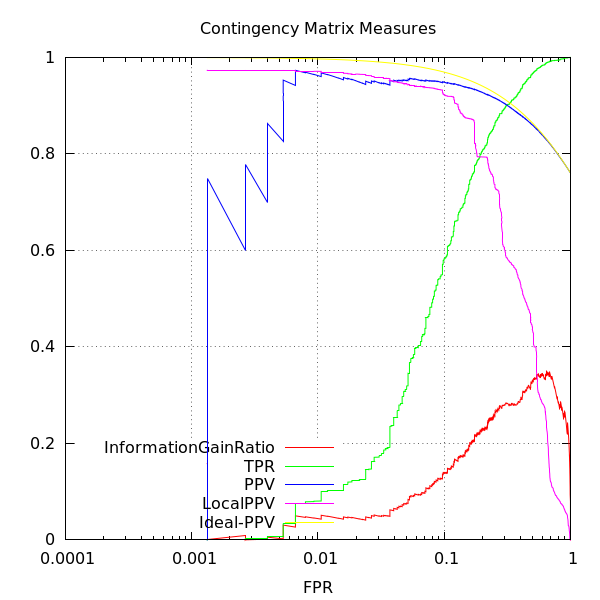 Contingency Matrix Measures
1
0.8
0.6
0.4
0.2
0
InformationGainRatio
TPR
PPV
LocalPPV
Ideal-PPV
0.0001 0.001 0.01 0.1 1
FPR